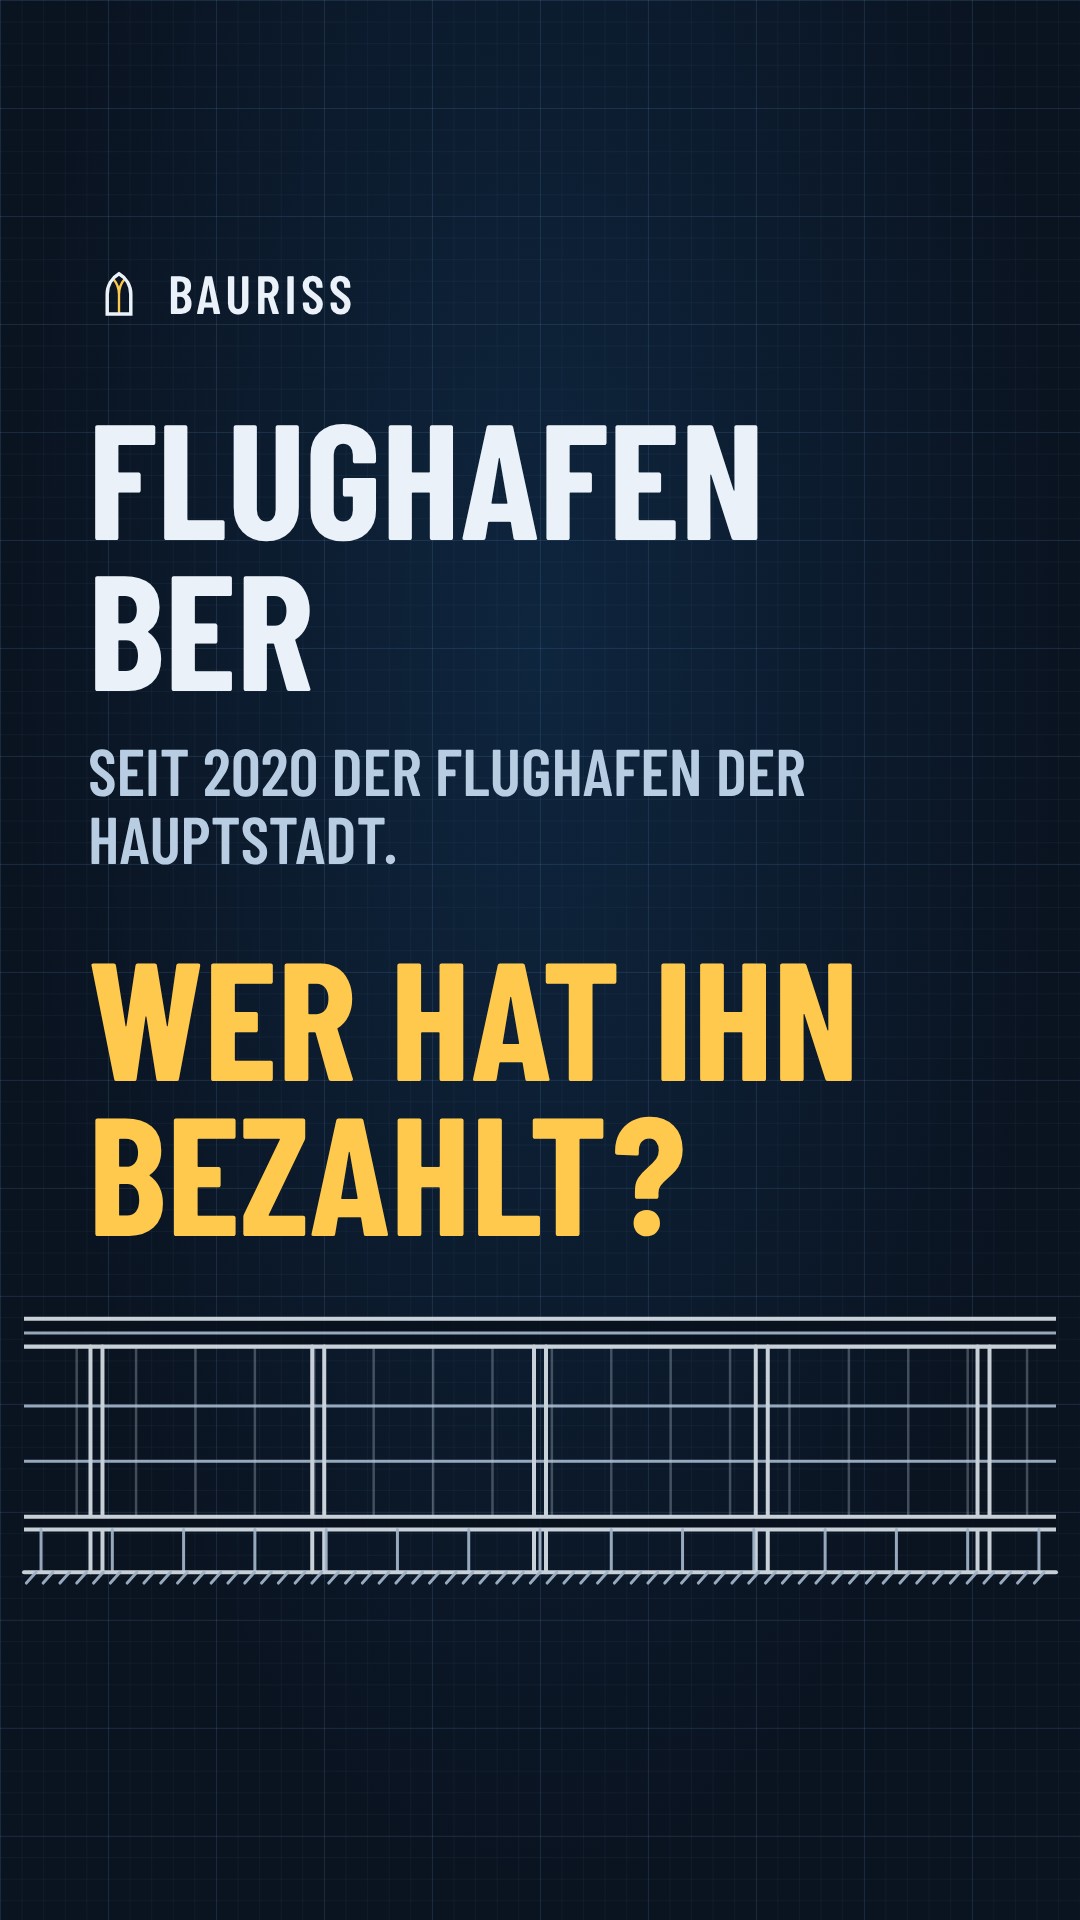 BAURISS
FLUGHAFEN
BER
SEIT 2020 DER FLUGHAFEN DER
HAUPTSTADT.
WER HAT IHN
BEZAHLT?